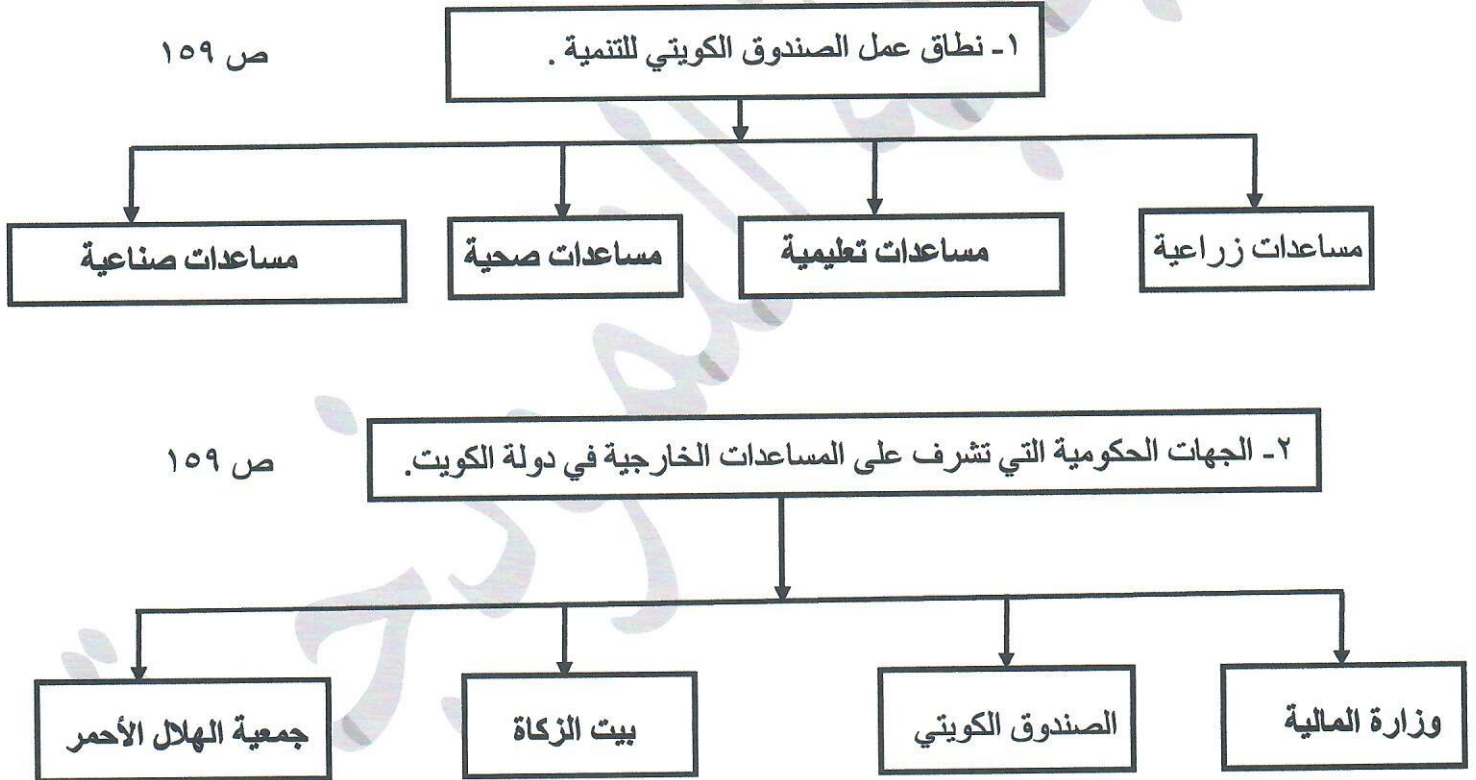 ١- نطاق عمل الصندوق الكويتي للتنمية .
ص ١٥٩
مساعدات زراعية
مساعدات تعليمية
مساعدات صحية
مساعدات صناعية
٢- الجهات الحكومية التي تشرف على المساعدات الخارجية في دولة الكويت.
ص ١٥٩
وزارة المالية
الصندوق الكويتي
بيت الزكاة
جمعية الهلال الأحمر